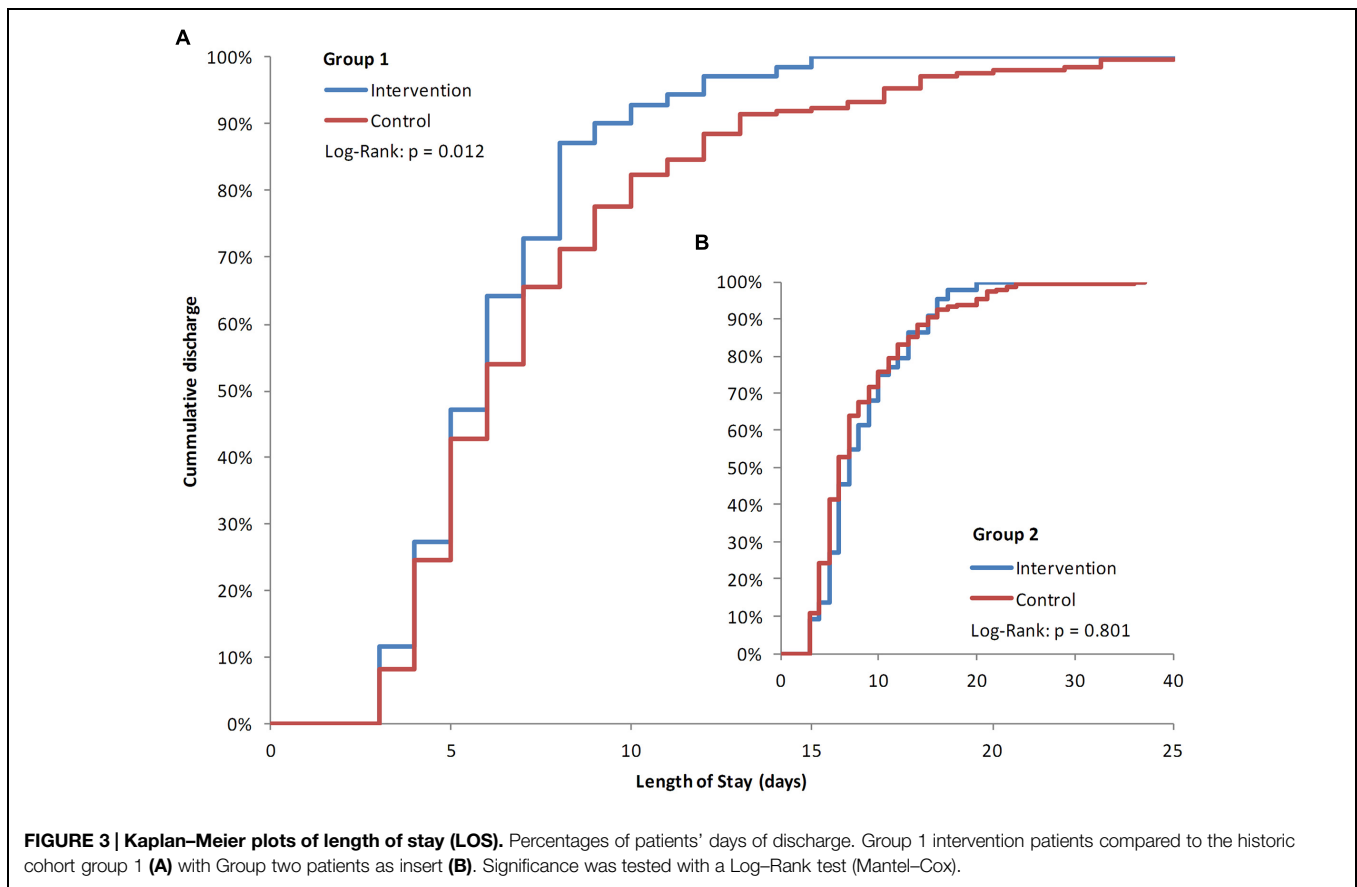 A
Group 1
Intervention
Control
Log-Rank: p = 0.012
100%
90%
80%
70%
60%
50%
40%
30%
20%
10%
0%
Cummulative discharge
0 5 10 15 20 25
Length of Stay (days)
B
100%
90%
80%
70%
60%
50%
40%
30%
20%
10%
0%
Group 2
Intervention
Control
Log-Rank: p = 0.801
0 10 20 30 40
FIGURE 3 | Kaplan–Meier plots of length of stay (LOS). Percentages of patients’ days of discharge. Group 1 intervention patients compared to the historic
cohort group 1 (A) with Group two patients as insert (B). Significance was tested with a Log–Rank test (Mantel–Cox).